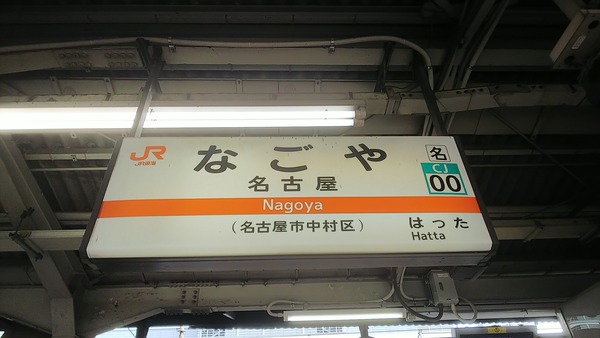 JR
JR東海
なごや
名
CJ
00
名古屋
Nagoya
(名古屋市中村区)
はった
Hatta